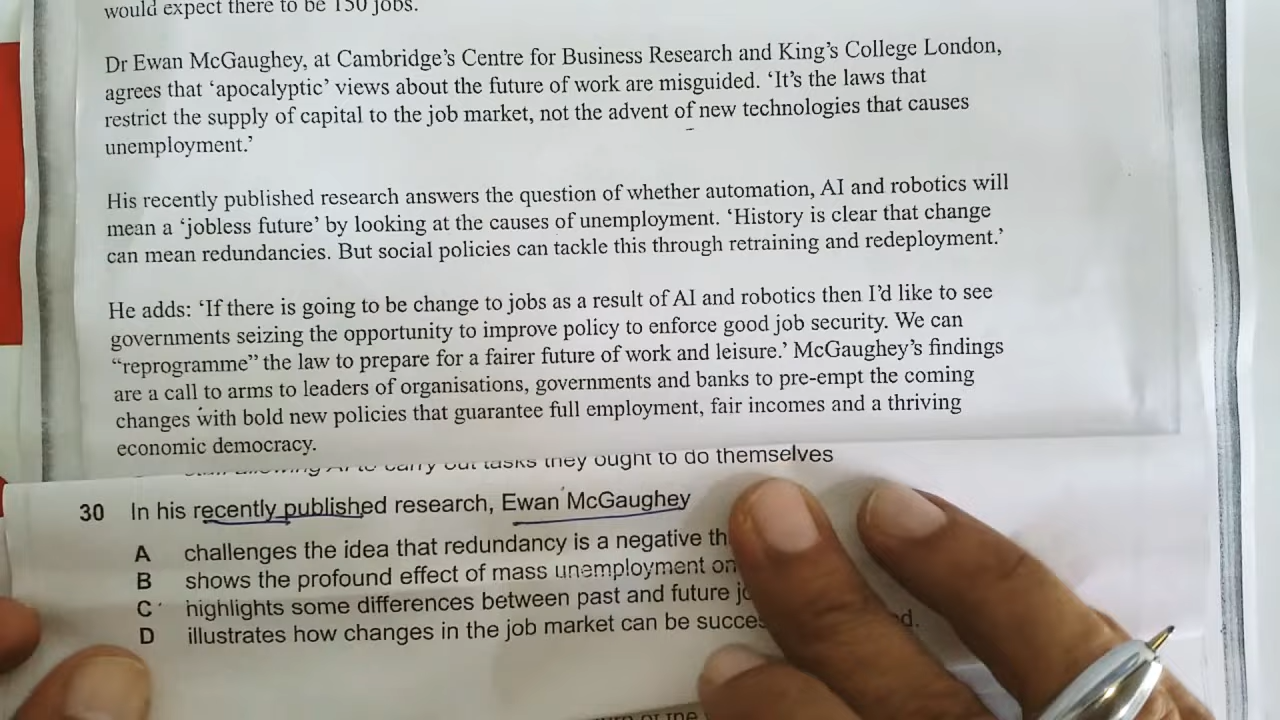 would expect there to be 150 jobs.
Dr Ewan McGaughey, at Cambridge’s Centre for Business Research and King’s College London,
agrees that ‘apocalyptic’ views about the future of work are misguided. ‘It’s the laws that
restrict the supply of capital to the job market, not the advent of new technologies that causes
unemployment.’
His recently published research answers the question of whether automation, AI and robotics will
mean a ‘jobless future’ by looking at the causes of unemployment. ‘History is clear that change
can mean redundancies. But social policies can tackle this through retraining and redeployment.’
He adds: ‘If there is going to be change to jobs as a result of AI and robotics then I’d like to see
governments seizing the opportunity to improve policy to enforce good job security. We can
“reprogramme” the law to prepare for a fairer future of work and leisure.’ McGaughey’s findings
are a call to arms to leaders of organisations, governments and banks to pre-empt the coming
changes with bold new policies that guarantee full employment, fair incomes and a thriving
economic democracy.
AI to carry out tasks they ought to do themselves
30 In his recently published research, Ewan McGaughey
A challenges the idea that redundancy is a negative
B shows the profound effect of mass unemployment on
C highlights some differences between past and future
D illustrates how changes in the job market can be